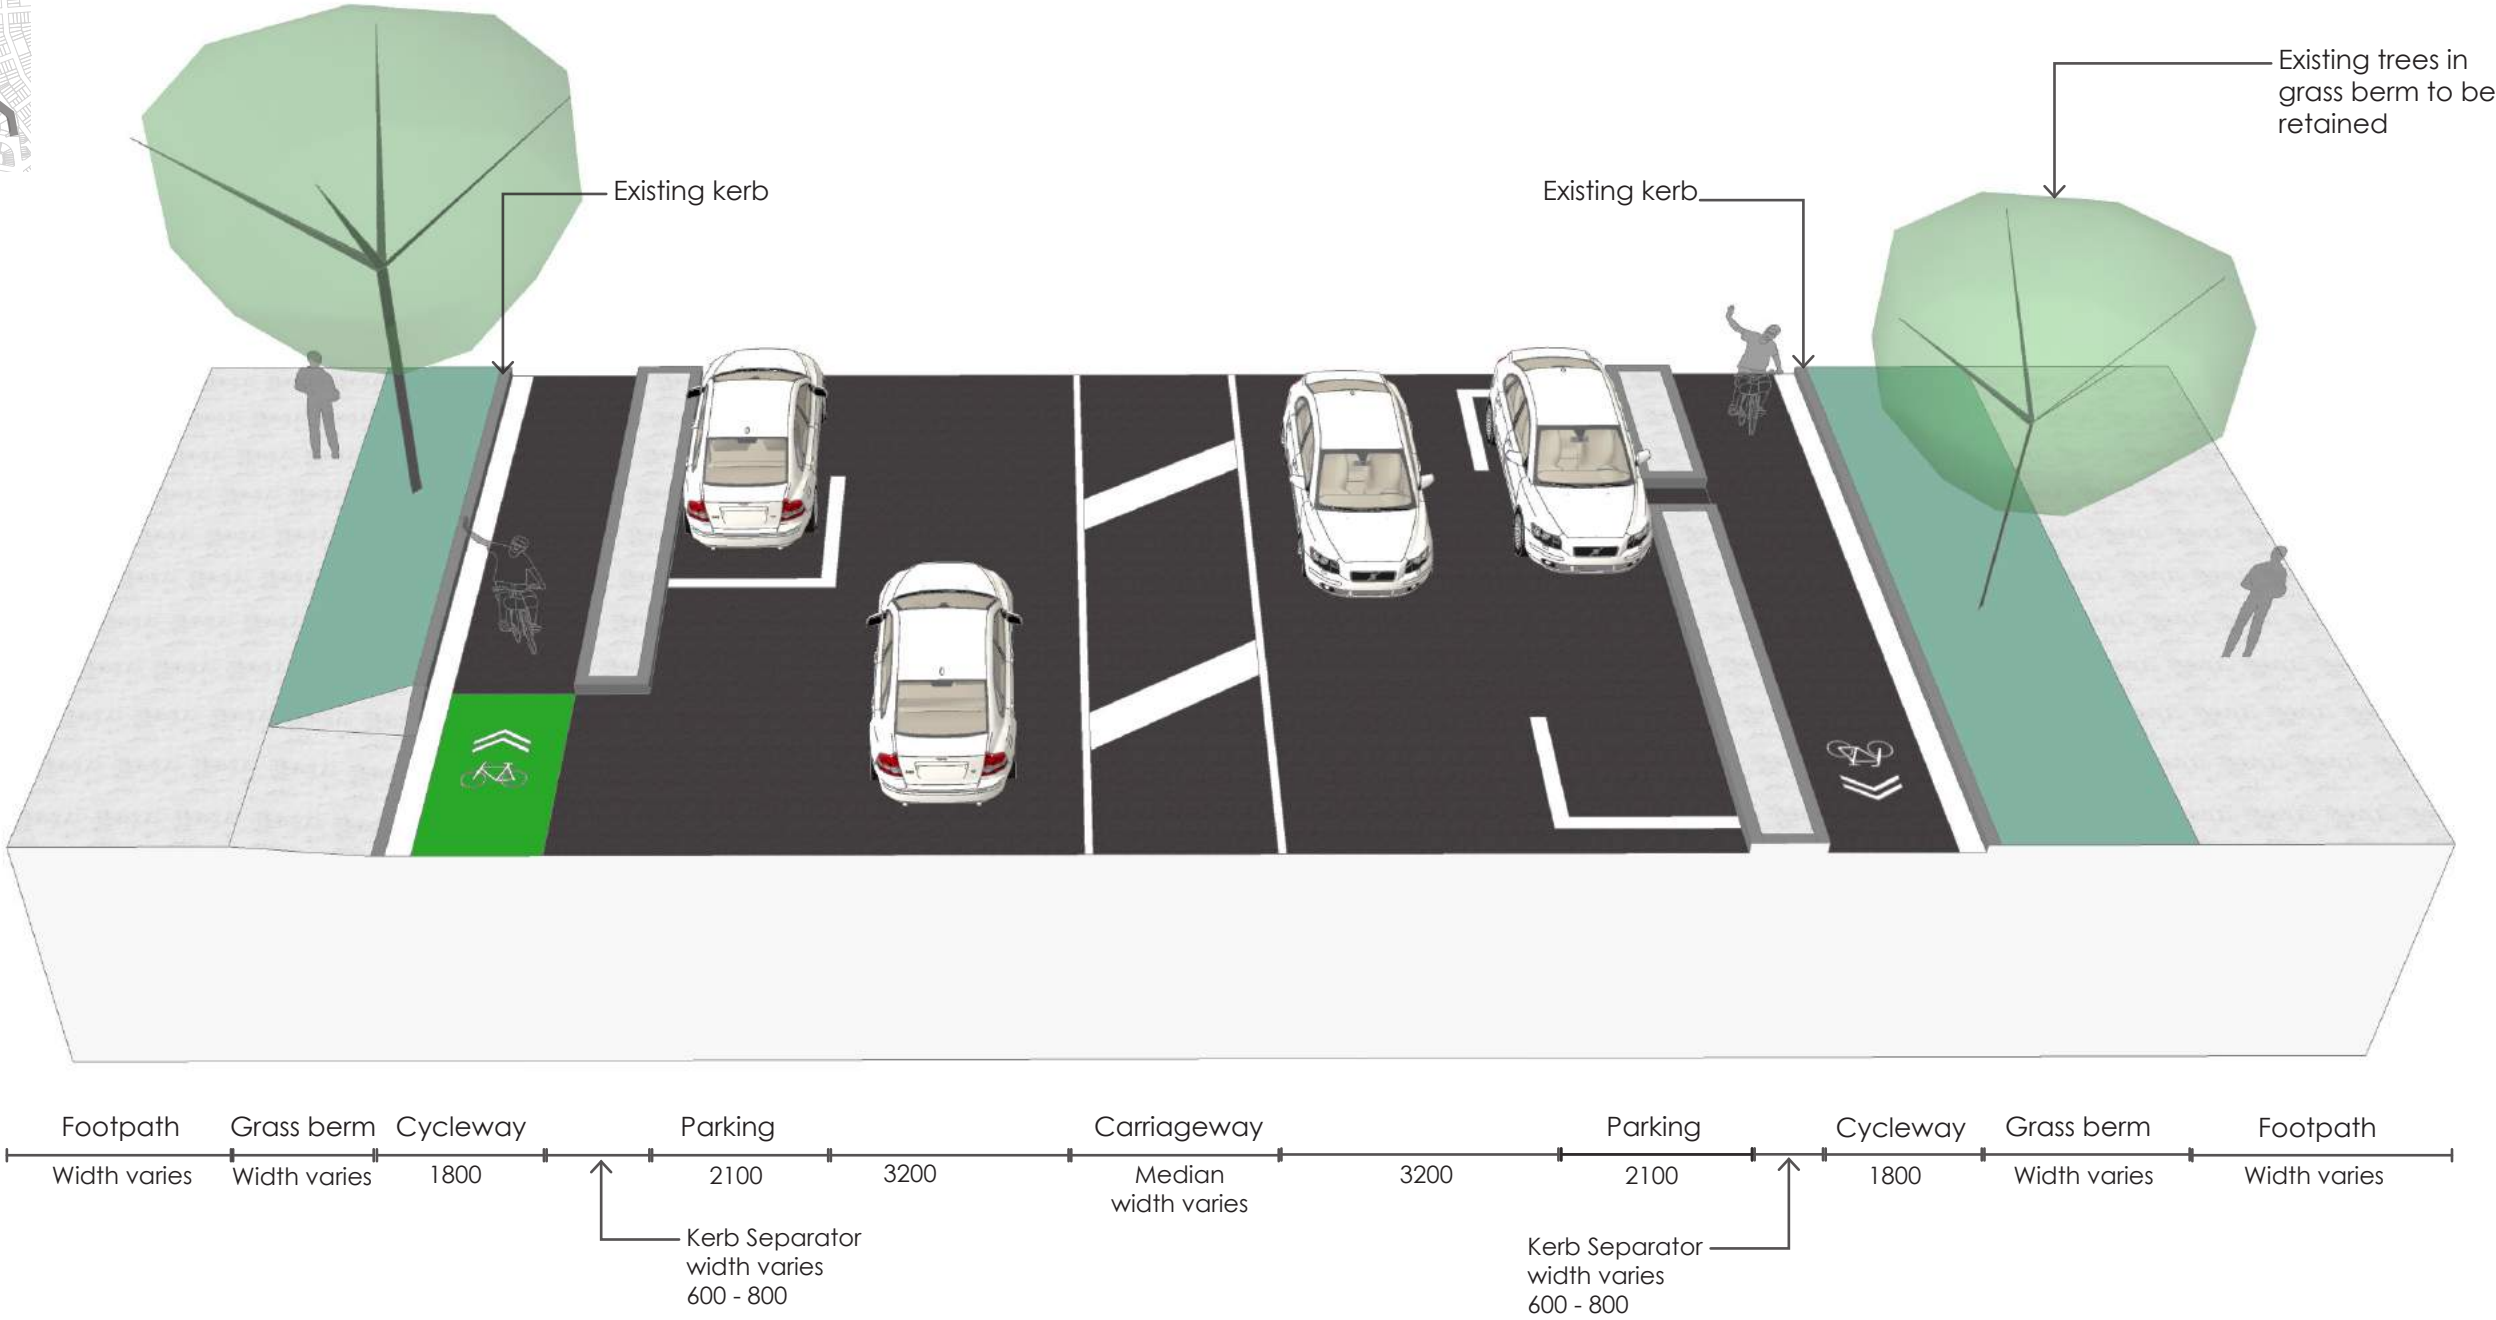 Existing trees in
grass berm to be
retained
Existing kerb
Existing kerb
Footpath
Grass berm
Cycleway
Parking
Carriageway
Parking
Cycleway
Grass berm
Footpath
Width varies
Width varies
1800
2100
3200
Median
width varies
3200
2100
1800
Width varies
Width varies
Kerb Separator
width varies
600 - 800
Kerb Separator
width varies
600 - 800